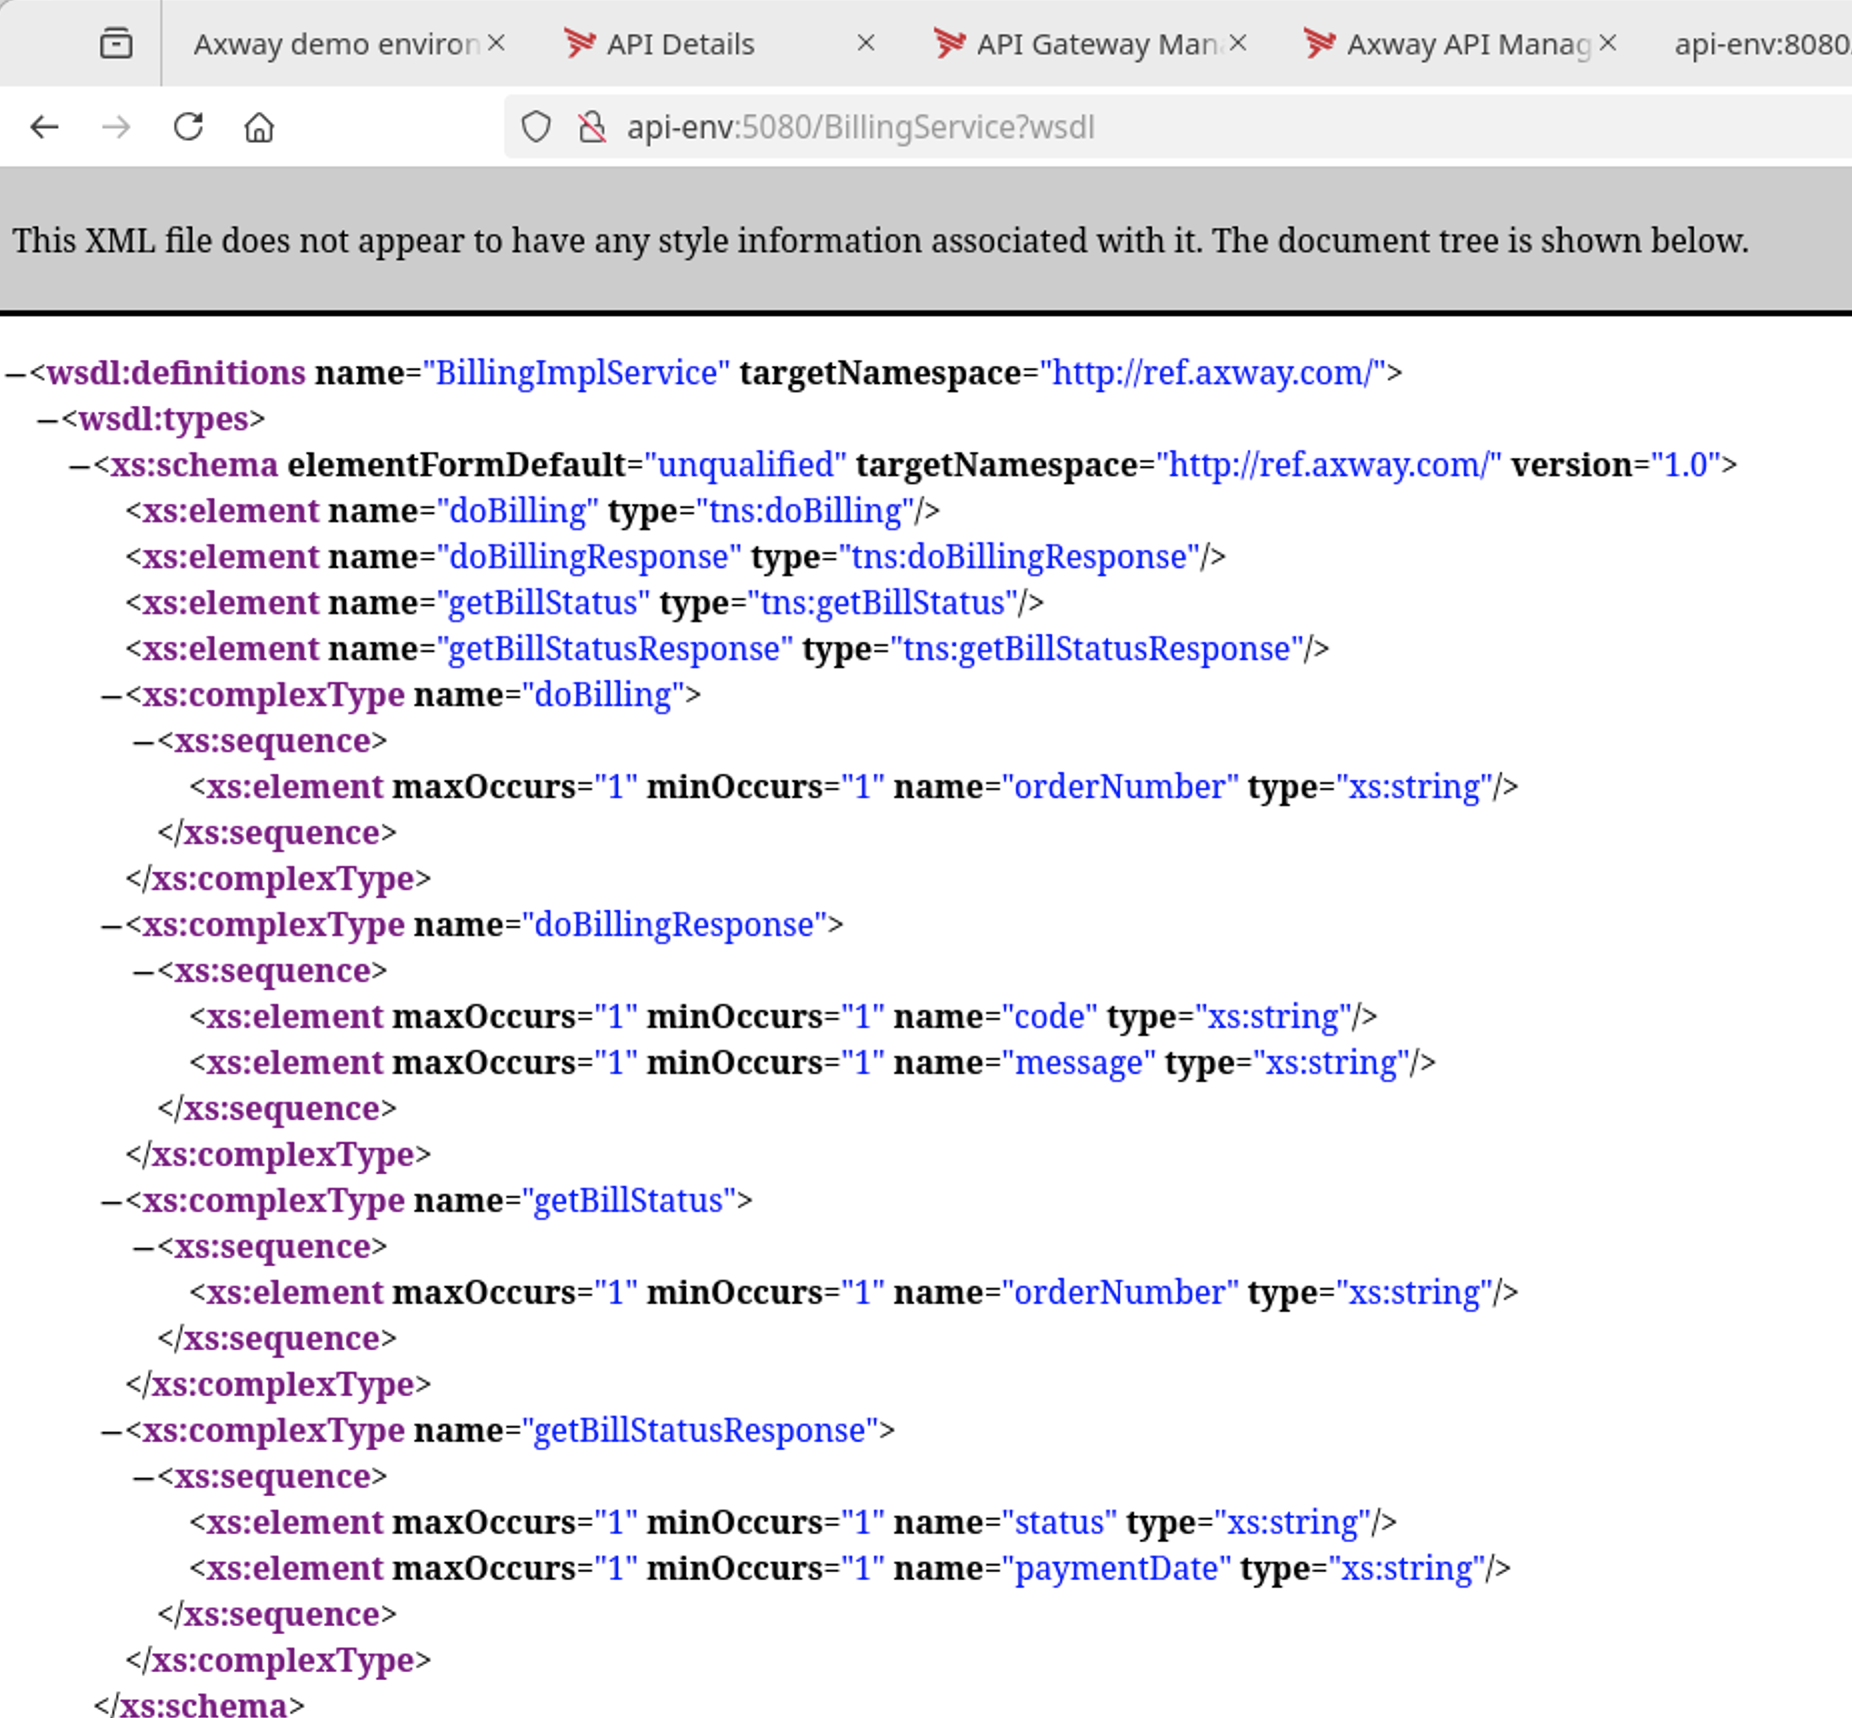 Axway demo environ
API Details
API Gateway Man
Axway API Manag
api-env:8080
api-env:5080/BillingService?wsdl
This XML file does not appear to have any style information associated with it. The document tree is shown below.
−<wsdl:definitions name="BillingImplService" targetNamespace="http://ref.axway.com/">
−<wsdl:types>
−<xs:schema elementFormDefault="unqualified" targetNamespace="http://ref.axway.com/" version="1.0">
<xs:element name="doBilling" type="tns:doBilling"/>
<xs:element name="doBillingResponse" type="tns:doBillingResponse"/>
<xs:element name="getBillStatus" type="tns:getBillStatus"/>
<xs:element name="getBillStatusResponse" type="tns:getBillStatusResponse"/>
−<xs:complexType name="doBilling">
−<xs:sequence>
<xs:element maxOccurs="1" minOccurs="1" name="orderNumber" type="xs:string"/>
</xs:sequence>
</xs:complexType>
−<xs:complexType name="doBillingResponse">
−<xs:sequence>
<xs:element maxOccurs="1" minOccurs="1" name="code" type="xs:string"/>
<xs:element maxOccurs="1" minOccurs="1" name="message" type="xs:string"/>
</xs:sequence>
</xs:complexType>
−<xs:complexType name="getBillStatus">
−<xs:sequence>
<xs:element maxOccurs="1" minOccurs="1" name="orderNumber" type="xs:string"/>
</xs:sequence>
</xs:complexType>
−<xs:complexType name="getBillStatusResponse">
−<xs:sequence>
<xs:element maxOccurs="1" minOccurs="1" name="status" type="xs:string"/>
<xs:element maxOccurs="1" minOccurs="1" name="paymentDate" type="xs:string"/>
</xs:sequence>
</xs:complexType>
</xs:schema>